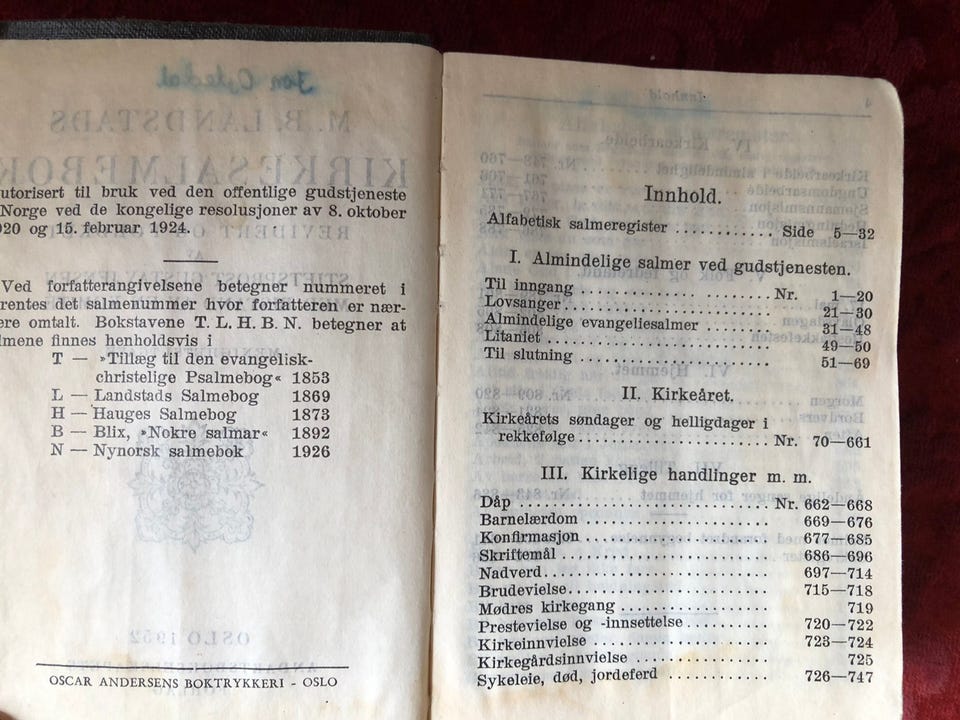 utorisert til bruk ved den offentlige gudstjeneste
Norge ved de kongelige resolusjoner av 8. oktober
20 og 15. februar 1924.
Ved forfatterangivelsene betegner nummeret i
rentes det salmenummer hvor forfatteren er nær-
ere omtalt. Bokstavene T. L. H. B. N. betegner at
lmene finnes henholdsvis i
T — »Tillæg til den evangelisk-
christelige Psalmebog« 1853
L — Landstads Salmebog 1869
H — Hauges Salmebog 1873
B — Blix, »Nokre salmar« 1892
N — Nynorsk salmebok 1926
OSCAR ANDERSENS BOKTRYKKERI - OSLO
Innhold.
Alfabetisk salmeregister ............ Side 5—32
I. Almindelige salmer ved gudstjenesten.
Til inngang ............ Nr. 1—20
Lovsanger ............ 21—30
Almindelige evangeliesalmer ........ 31—48
Litaniet ............ 49—50
Til slutning ............ 51—69
II. Kirkeåret.
Kirkeårets søndager og helligdager i
rekkefølge ............ Nr. 70—661
III. Kirkelige handlinger m. m.
Dåp ............ Nr. 662—668
Barnelærdom ............ 669—676
Konfirmasjon ............ 677—685
Skriftemål ............ 686—696
Nadverd ............ 697—714
Brudevielse ............ 715—718
Mødres kirkegang ............ 719
Prestevielse og -innsettelse ........ 720—722
Kirkeinnvielse ............ 723—724
Kirkegårdsinnvielse ............ 725
Sykeleie, død, jordeferd ............ 726—747